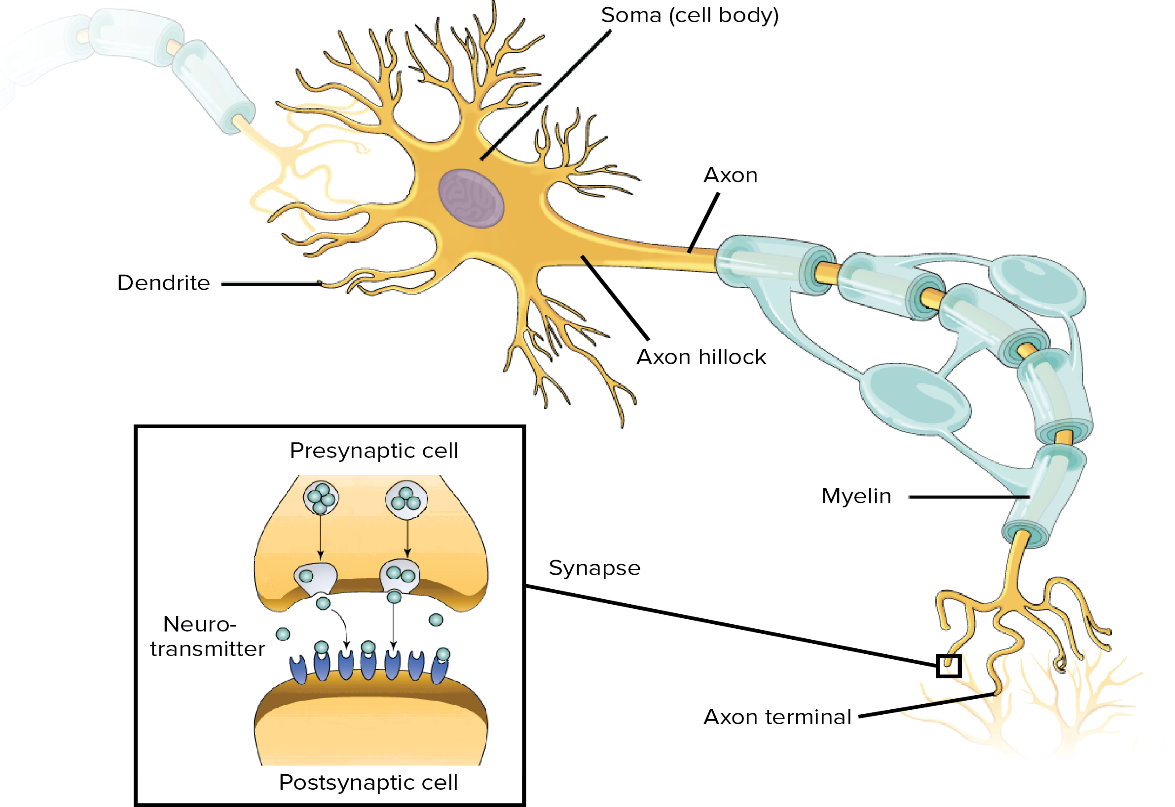 Soma (cell body)
Axon
Dendrite
Axon hillock
Presynaptic cell
Myelin
Synapse
Neuro-
transmitter
Axon terminal
Postsynaptic cell